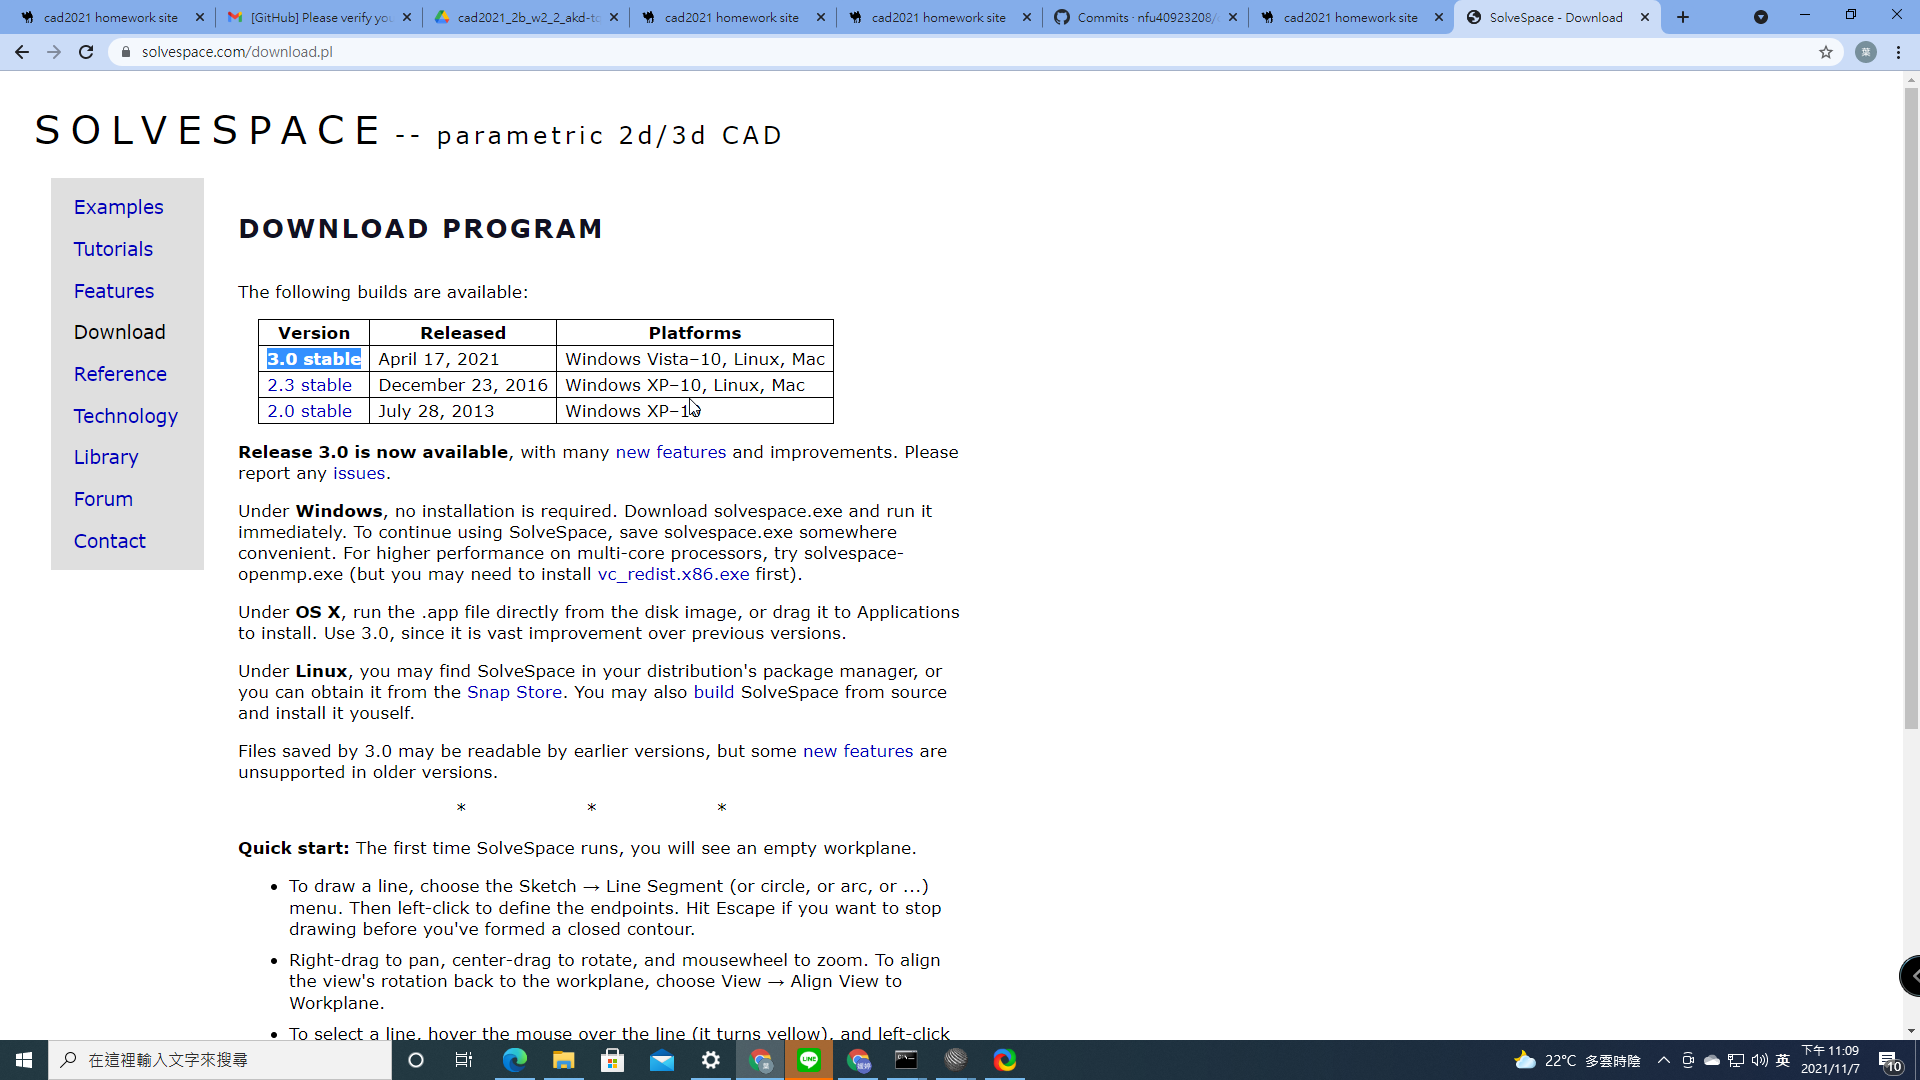 cad2021 homework site
[GitHub] Please verify you
cad2021_2b_w2_2_akd-to
cad2021 homework site
cad2021 homework site
Commits · nfu40923208/
cad2021 homework site
SolveSpace - Download
solvespace.com/download.pl
葉
SOLVESPACE -- parametric 2d/3d CAD
Examples
Tutorials
Features
Download
Reference
Technology
Library
Forum
Contact
DOWNLOAD PROGRAM
The following builds are available:
Version Released Platforms
3.0 stable April 17, 2021 Windows Vista–10, Linux, Mac
2.3 stable December 23, 2016 Windows XP–10, Linux, Mac
2.0 stable July 28, 2013 Windows XP–10
Release 3.0 is now available, with many new features and improvements. Please
report any issues.
Under Windows, no installation is required. Download solvespace.exe and run it
immediately. To continue using SolveSpace, save solvespace.exe somewhere
convenient. For higher performance on multi-core processors, try solvespace-
openmp.exe (but you may need to install vc_redist.x86.exe first).
Under OS X, run the .app file directly from the disk image, or drag it to Applications
to install. Use 3.0, since it is vast improvement over previous versions.
Under Linux, you may find SolveSpace in your distribution's package manager, or
you can obtain it from the Snap Store. You may also build SolveSpace from source
and install it youself.
Files saved by 3.0 may be readable by earlier versions, but some new features are
unsupported in older versions.
* * *
Quick start: The first time SolveSpace runs, you will see an empty workplane.
• To draw a line, choose the Sketch → Line Segment (or circle, or arc, or ...)
menu. Then left-click to define the endpoints. Hit Escape if you want to stop
drawing before you've formed a closed contour.
• Right-drag to pan, center-drag to rotate, and mousewheel to zoom. To align
the view's rotation back to the workplane, choose View → Align View to
Workplane.
• To select a line, hover the mouse over the line (it turns yellow), and left-click
在這裡輸入文字來搜尋
LINE
22°C 多雲時陰
英
下午 11:09
2021/11/7
10